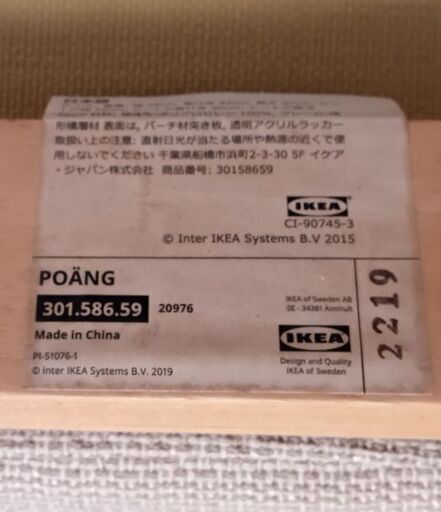 日本語
形積層材 表面は, バーチ材突き板, 透明アクリルラッカー
取扱い上の注意: 直射日光が当たる場所や熱源の近くで使
用しないでください 千葉県船橋市浜町2-3-30 5F イケア
・ジャパン株式会社 商品番号: 30158659
IKEA
CI-90745-3
© Inter IKEA Systems B.V 2015
POÄNG
301.586.59 20976
Made in China
PI-51076-1
© Inter IKEA Systems B.V. 2019
IKEA of Sweden AB
SE - 34381 Älmhult
IKEA
Design and Quality
IKEA of Sweden
2219